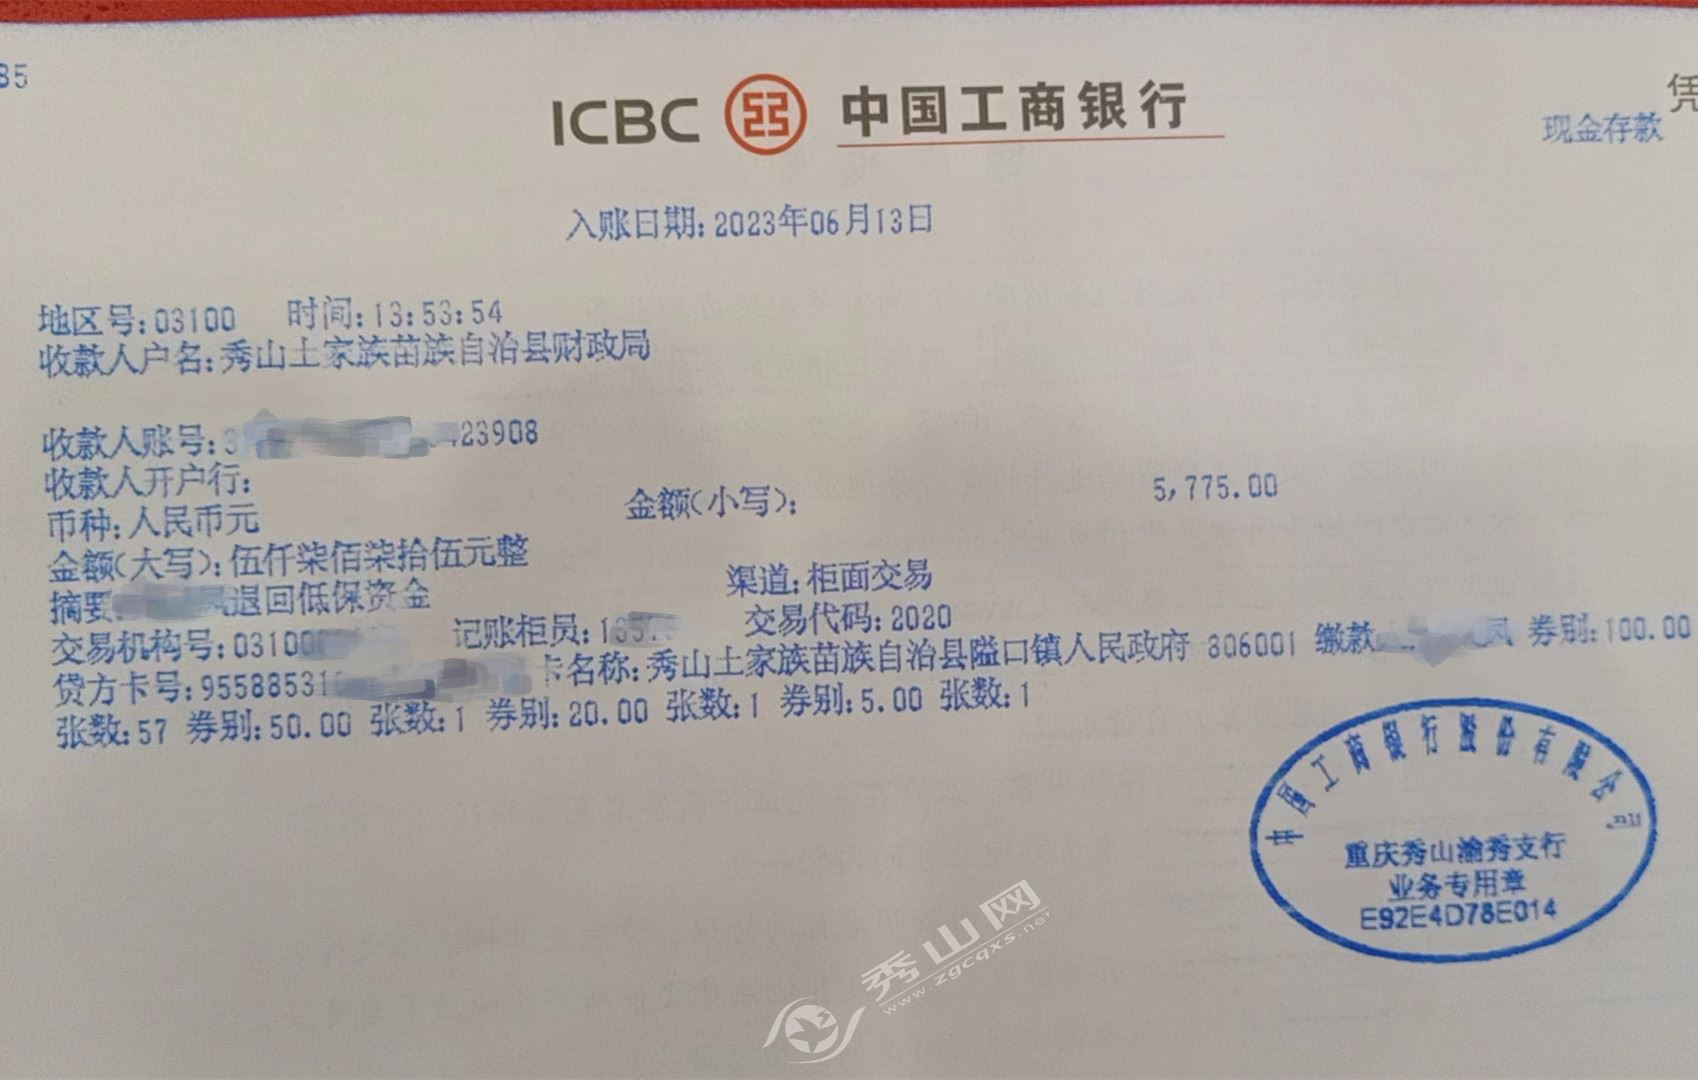 85
ICBC 中国工商银行
凭
现金存款
入账日期:2023年06月13日
地区号:03100 时间:13:53:54
收款人户名:秀山土家族苗族自治县财政局
收款人账号:3 423908
收款人开户行:
币种:人民币元 金额(小写): 5,775.00
金额(大写):伍仟柒佰柒拾伍元整
摘要 退回低保资金 渠道:柜面交易
交易机构号:03100 记账柜员: 交易代码:2020
贷方卡号:95588531 卡名称:秀山土家族苗族自治县隘口镇人民政府 306001 缴款 凤 券别:100.00
张数:57 券别:50.00 张数:1 券别:20.00 张数:1 券别:5.00 张数:1
中国工商银行股份有限公司
重庆秀山渝秀支行
业务专用章
E92E4D78E014
秀山网
www.zgcqxs.net